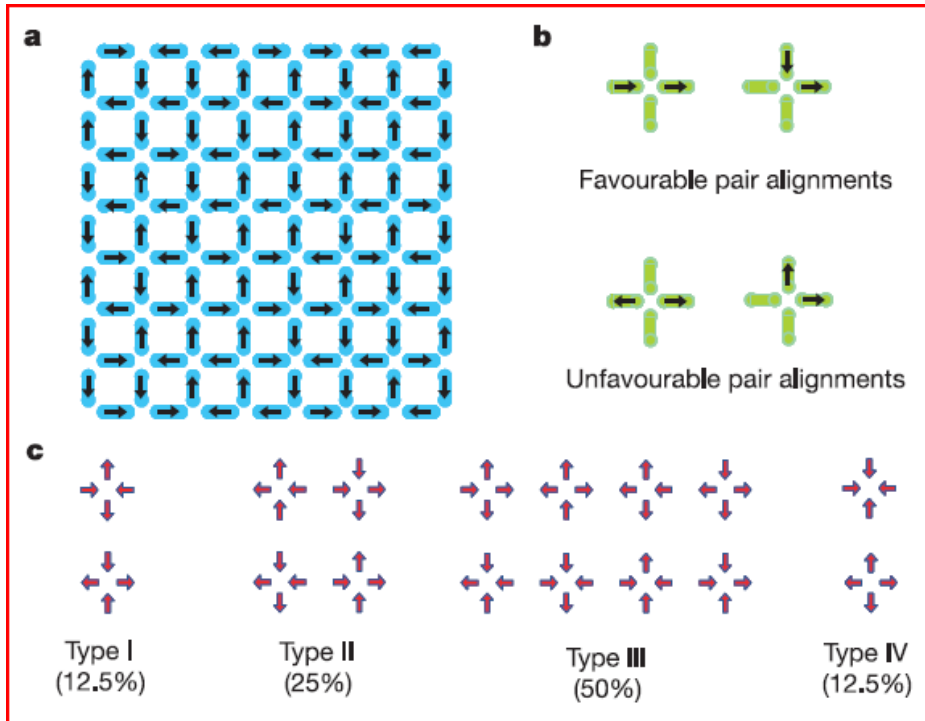 a
b
Favourable pair alignments
Unfavourable pair alignments
c
Type I
(12.5%)
Type II
(25%)
Type III
(50%)
Type IV
(12.5%)